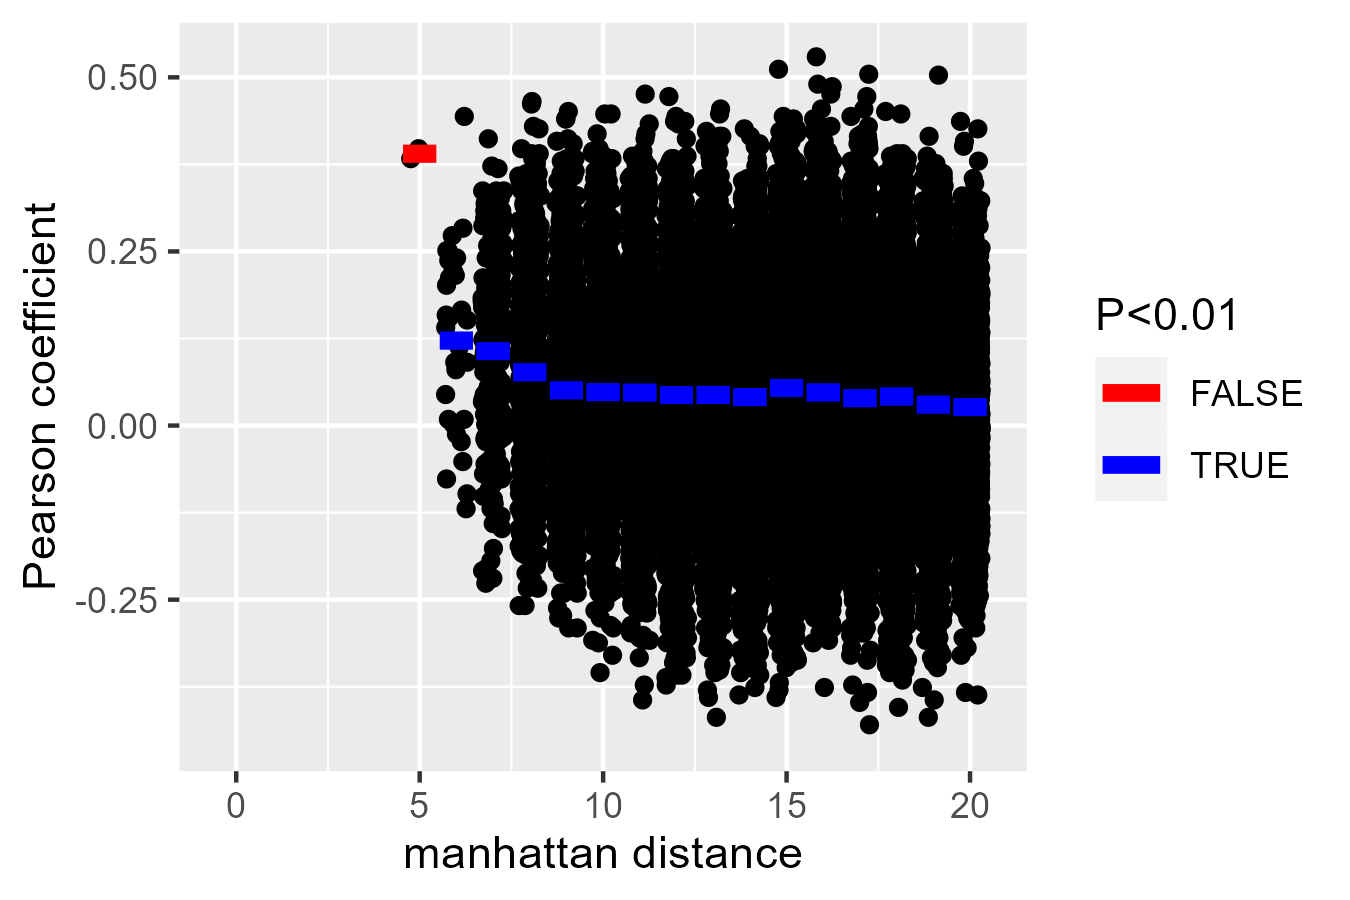 0.50
0.25
0.00
-0.25
Pearson coefficient
0
5
10
15
20
manhattan distance
P<0.01
FALSE
TRUE